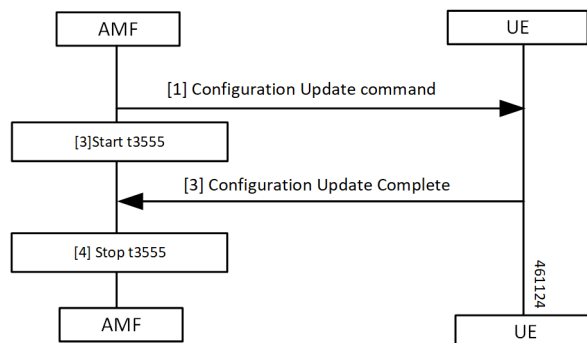 AMF
UE
[1] Configuration Update command
[3]Start t3555
[3] Configuration Update Complete
[4] Stop t3555
461124
AMF
UE